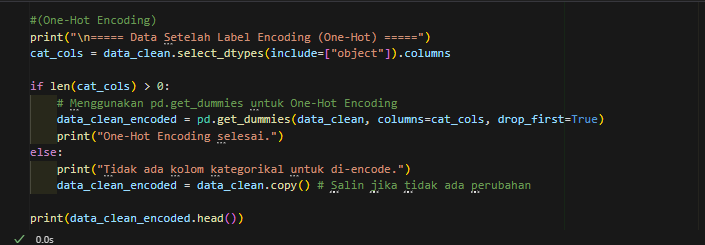 #(One-Hot Encoding)
print("\n===== Data Setelah Label Encoding (One-Hot) =====")
cat_cols = data_clean.select_dtypes(include=["object"]).columns
if len(cat_cols) > 0:
# Menggunakan pd.get_dummies untuk One-Hot Encoding
data_clean_encoded = pd.get_dummies(data_clean, columns=cat_cols, drop_first=True)
print("One-Hot Encoding selesai.")
else:
print("Tidak ada kolom kategorikal untuk di-encode.")
data_clean_encoded = data_clean.copy() # Salin jika tidak ada perubahan
print(data_clean_encoded.head())
0.0s